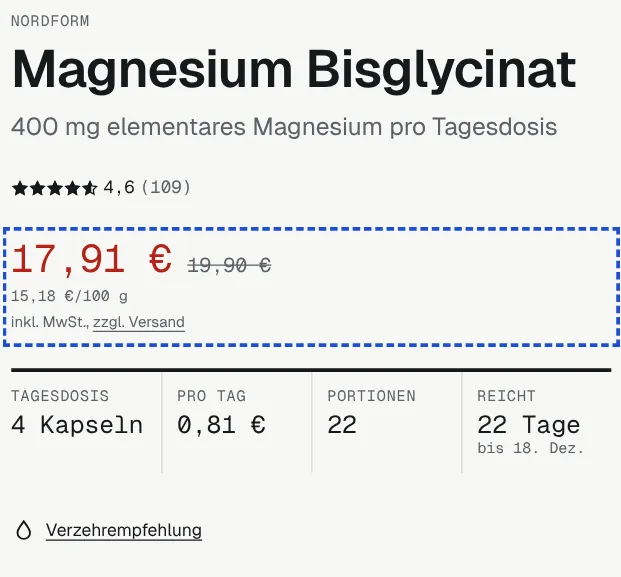 NORDFORM
Magnesium Bisglycinat
400 mg elementares Magnesium pro Tagesdosis
4,6 (109)
17,91 € 19,90 €
15,18 €/100 g
inkl. MwSt., zzgl. Versand
TAGESDOSIS PRO TAG PORTIONEN REICHT
4 Kapseln 0,81 € 22 22 Tage
bis 18. Dez.
Verzehrempfehlung